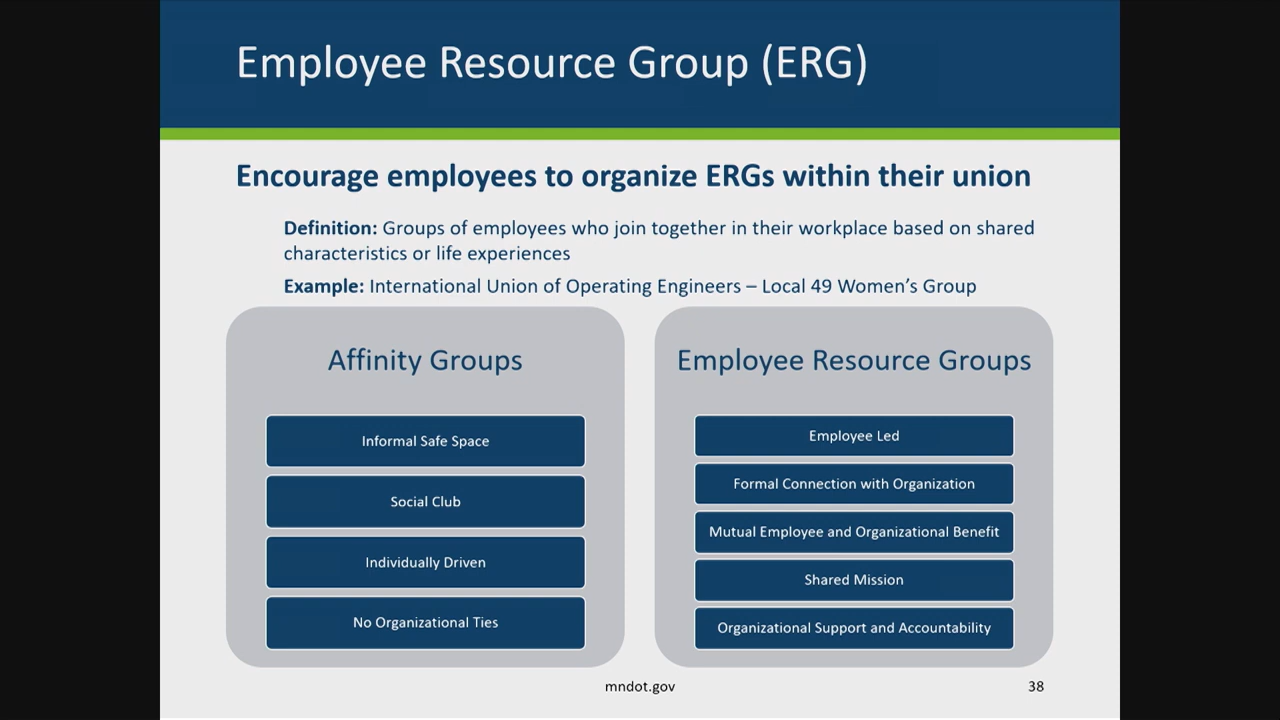 Employee Resource Group (ERG)
Encourage employees to organize ERGs within their union
Definition: Groups of employees who join together in their workplace based on shared
characteristics or life experiences
Example: International Union of Operating Engineers – Local 49 Women’s Group
Affinity Groups
Informal Safe Space
Social Club
Individually Driven
No Organizational Ties
Employee Resource Groups
Employee Led
Formal Connection with Organization
Mutual Employee and Organizational Benefit
Shared Mission
Organizational Support and Accountability
mndot.gov
38